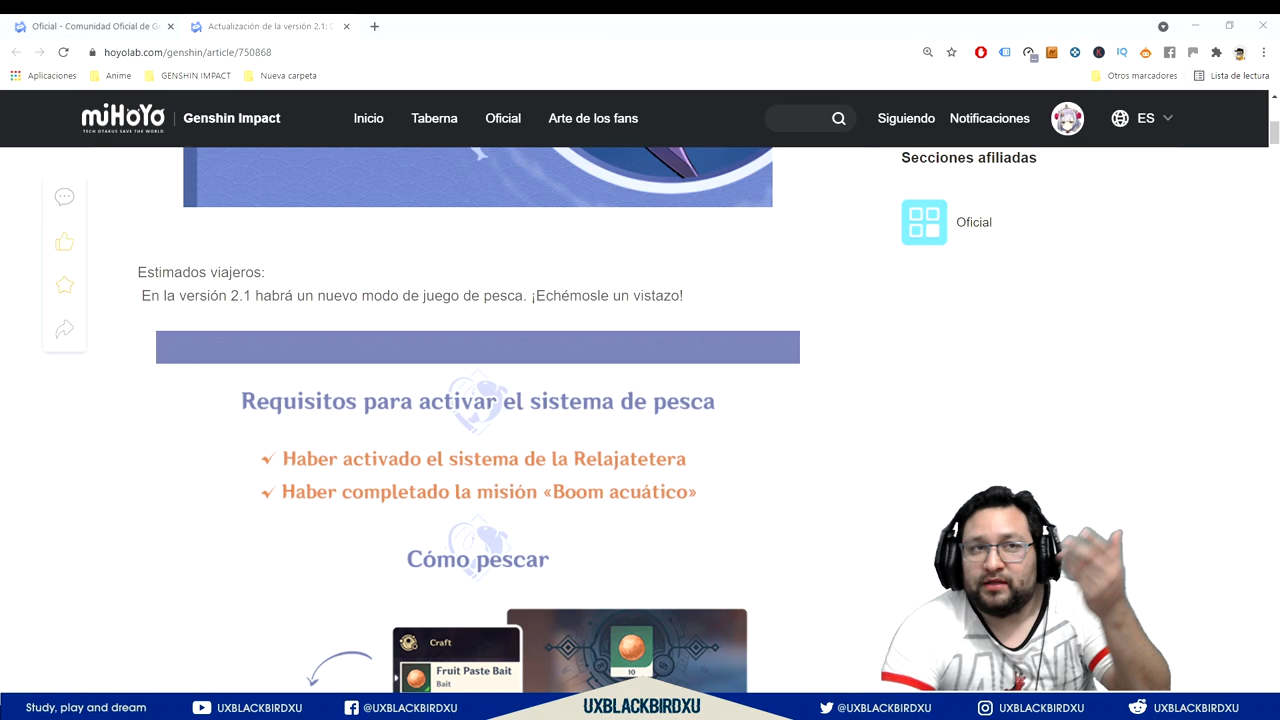 Oficial - Comunidad Oficial de G
Actualización de la versión 2.1:
hoyolab.com/genshin/article/750868
IQ
Aplicaciones
Anime
GENSHIN IMPACT
Nueva carpeta
Otros marcadores
Lista de lectura
miHoYo
TECH OTAKUS SAVE THE WORLD
Genshin Impact
Inicio
Taberna
Oficial
Arte de los fans
Siguiendo
Notificaciones
ES
Secciones afiliadas
Oficial
Estimados viajeros:
En la versión 2.1 habrá un nuevo modo de juego de pesca. ¡Echémosle un vistazo!
Requisitos para activar el sistema de pesca
Haber activado el sistema de la Relajatetera
Haber completado la misión «Boom acuático»
Cómo pescar
Craft
Fruit Paste Bait
Bait
10
Study, play and dream
UXBLACKBIRDXU
@UXBLACKBIRDXU
UXBLACKBIRDXU
@UXBLACKBIRDXU
UXBLACKBIRDXU
UXBLACKBIRDXU